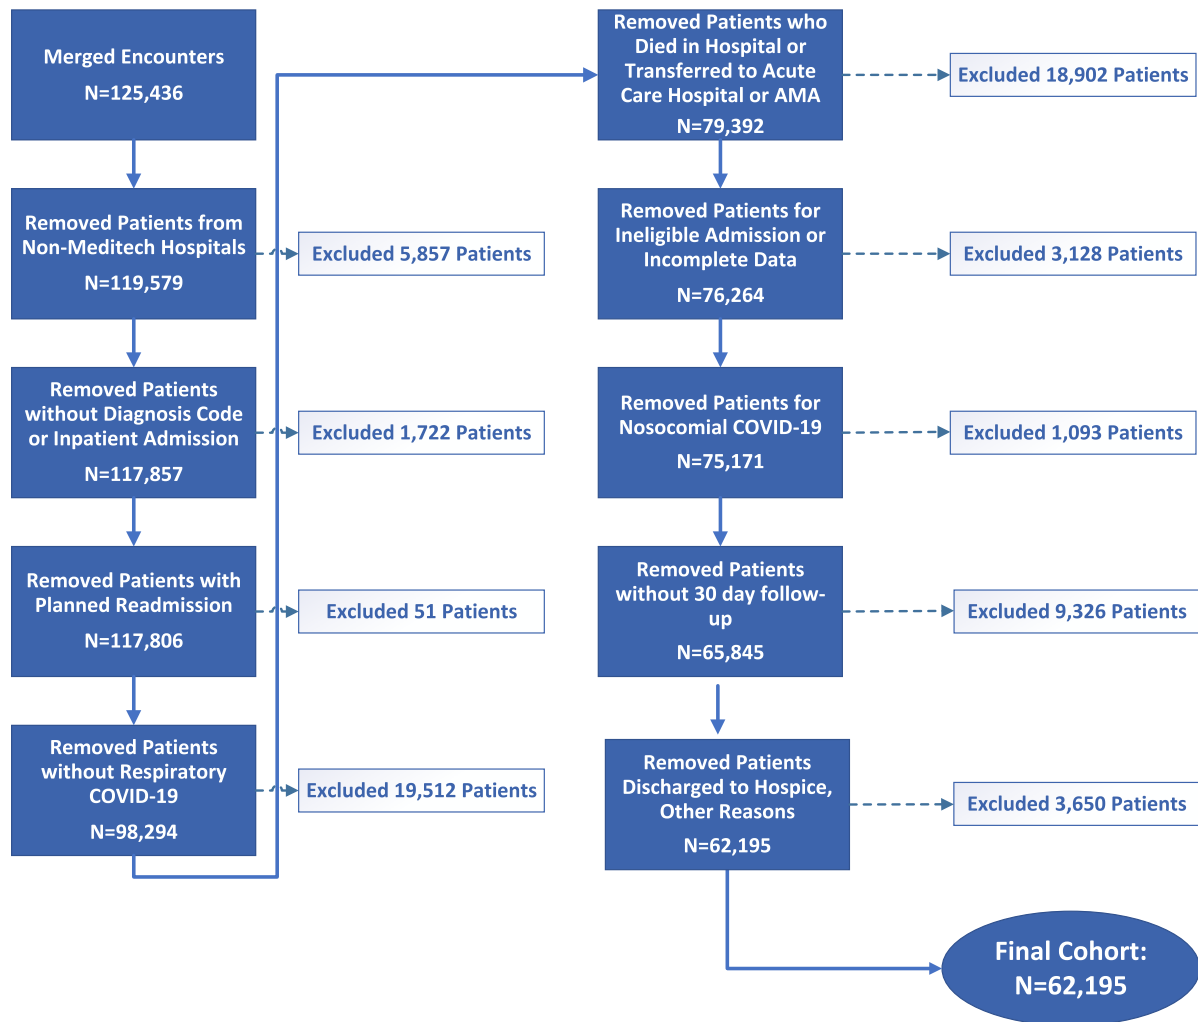 Merged Encounters
N=125,436
Removed Patients from
Non-Meditech Hospitals
N=119,579
Excluded 5,857 Patients
Removed Patients
without Diagnosis Code
or Inpatient Admission
N=117,857
Excluded 1,722 Patients
Removed Patients with
Planned Readmission
N=117,806
Excluded 51 Patients
Removed Patients
without Respiratory
COVID-19
N=98,294
Excluded 19,512 Patients
Removed Patients who
Died in Hospital or
Transferred to Acute
Care Hospital or AMA
N=79,392
Excluded 18,902 Patients
Removed Patients for
Ineligible Admission or
Incomplete Data
N=76,264
Excluded 3,128 Patients
Removed Patients for
Nosocomial COVID-19
N=75,171
Excluded 1,093 Patients
Removed Patients
without 30 day follow-
up
N=65,845
Excluded 9,326 Patients
Removed Patients
Discharged to Hospice,
Other Reasons
N=62,195
Excluded 3,650 Patients
Final Cohort:
N=62,195